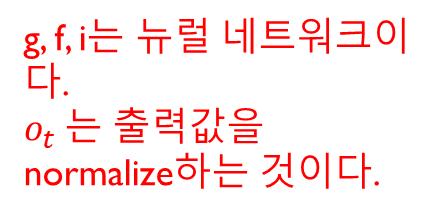 g, f, i는 뉴럴 네트워크이
다.
𝑜𝑡 는 출력값을
normalize하는 것이다.